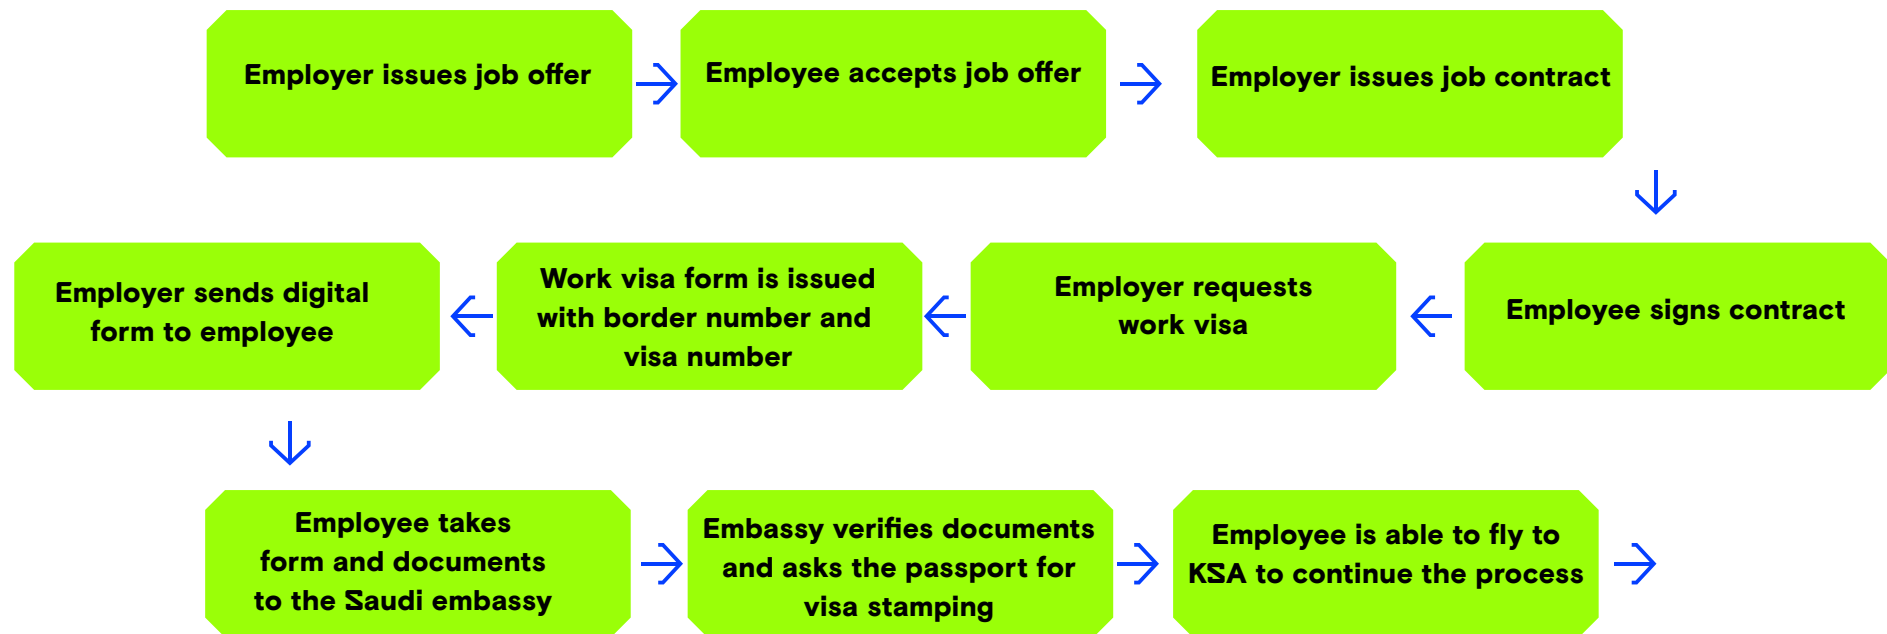 Employer issues job offer
Employee accepts job offer
Employer issues job contract
Employee signs contract
Employer requests
work visa
Work visa form is issued
with border number and
visa number
Employer sends digital
form to employee
Employee takes
form and documents
to the Saudi embassy
Embassy verifies documents
and asks the passport for
visa stamping
Employee is able to fly to
KSA to continue the process